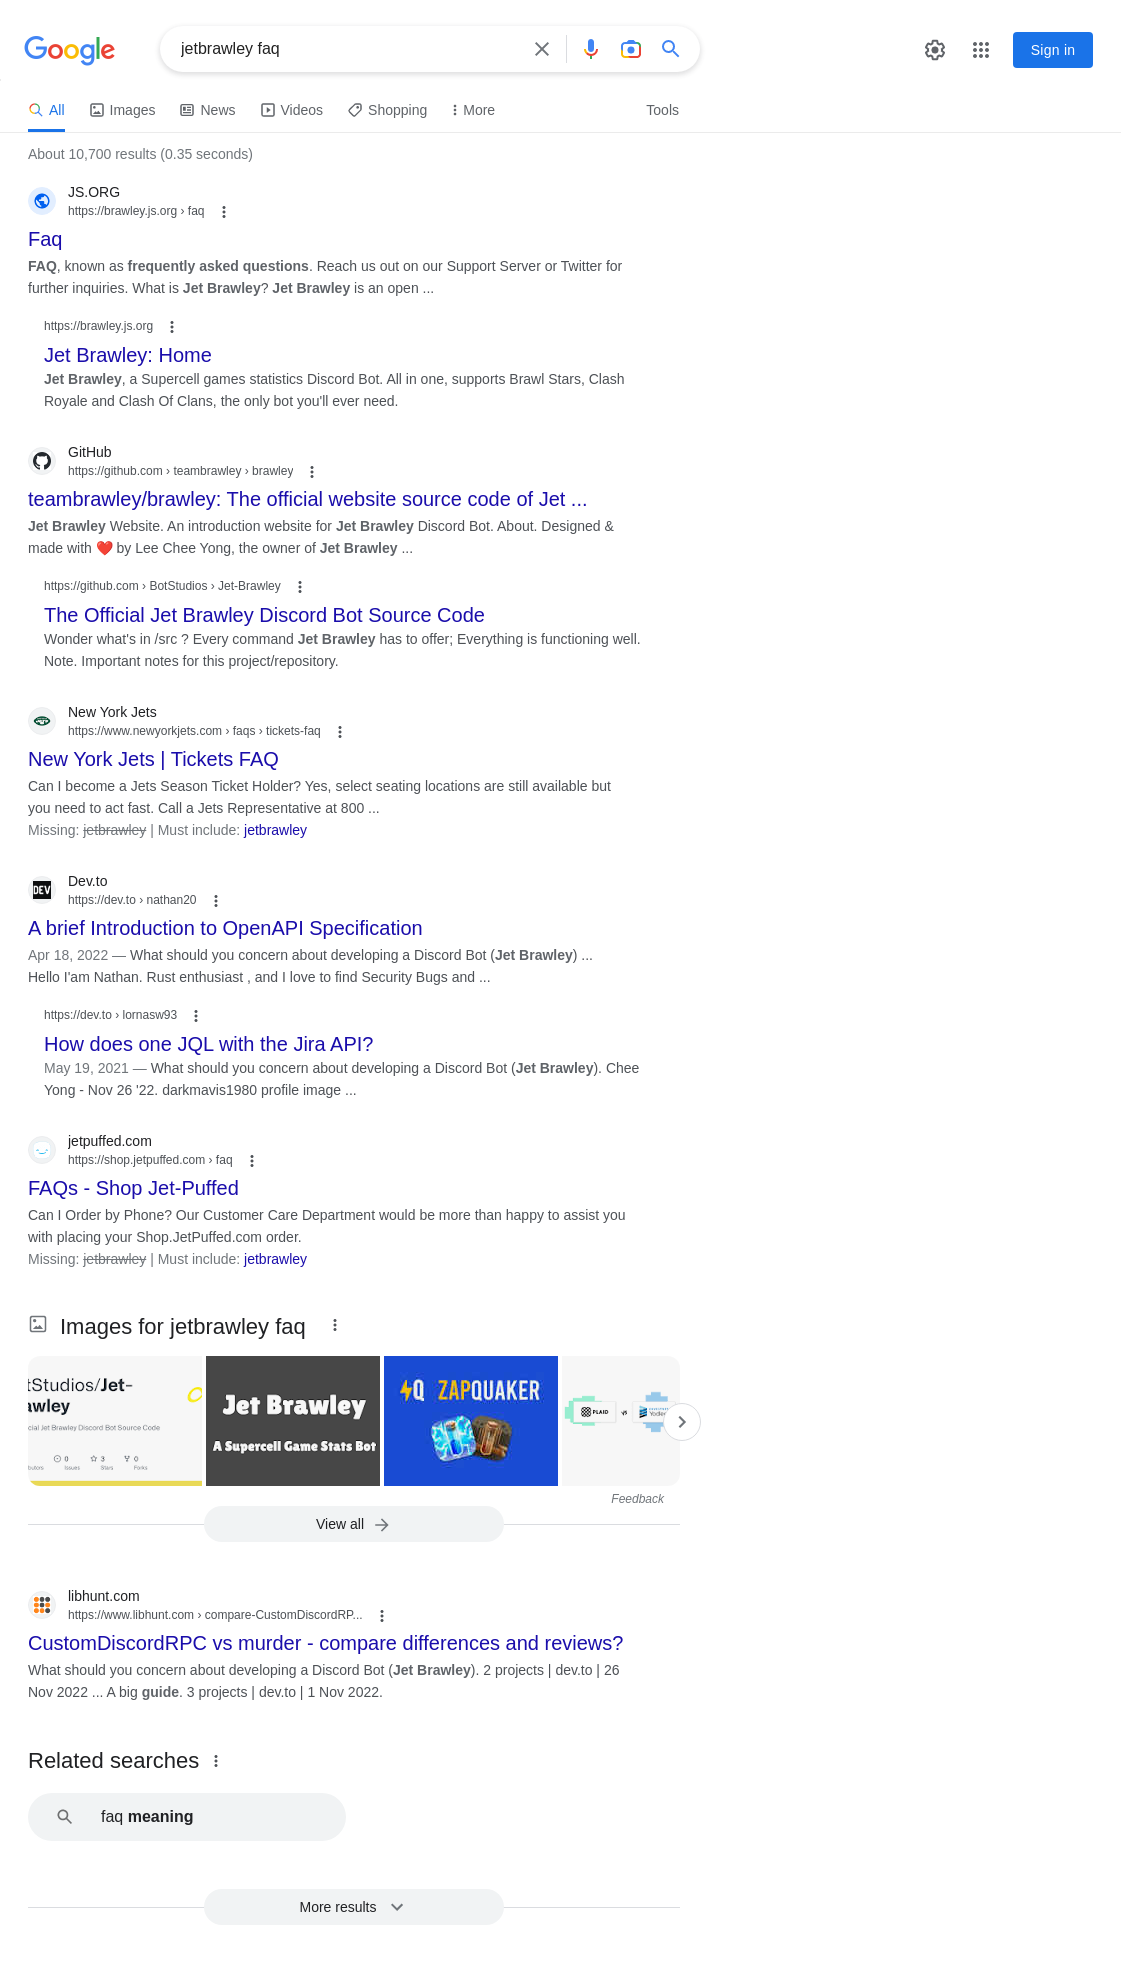 Google
jetbrawley faq
Sign in
All
Images
News
Videos
Shopping
More
Tools
About 10,700 results (0.35 seconds)
JS.ORG
https://brawley.js.org › faq
Faq
FAQ, known as frequently asked questions. Reach us out on our Support Server or Twitter for
further inquiries. What is Jet Brawley? Jet Brawley is an open ...
https://brawley.js.org
Jet Brawley: Home
Jet Brawley, a Supercell games statistics Discord Bot. All in one, supports Brawl Stars, Clash
Royale and Clash Of Clans, the only bot you'll ever need.
GitHub
https://github.com › teambrawley › brawley
teambrawley/brawley: The official website source code of Jet ...
Jet Brawley Website. An introduction website for Jet Brawley Discord Bot. About. Designed &
made with ❤️ by Lee Chee Yong, the owner of Jet Brawley ...
https://github.com › BotStudios › Jet-Brawley
The Official Jet Brawley Discord Bot Source Code
Wonder what's in /src ? Every command Jet Brawley has to offer; Everything is functioning well.
Note. Important notes for this project/repository.
New York Jets
https://www.newyorkjets.com › faqs › tickets-faq
New York Jets | Tickets FAQ
Can I become a Jets Season Ticket Holder? Yes, select seating locations are still available but
you need to act fast. Call a Jets Representative at 800 ...
Missing: jetbrawley | Must include: jetbrawley
DEV
Dev.to
https://dev.to › nathan20
A brief Introduction to OpenAPI Specification
Apr 18, 2022 — What should you concern about developing a Discord Bot (Jet Brawley) ...
Hello I'am Nathan. Rust enthusiast , and I love to find Security Bugs and ...
https://dev.to › lornasw93
How does one JQL with the Jira API?
May 19, 2021 — What should you concern about developing a Discord Bot (Jet Brawley). Chee
Yong - Nov 26 '22. darkmavis1980 profile image ...
jetpuffed.com
https://shop.jetpuffed.com › faq
FAQs - Shop Jet-Puffed
Can I Order by Phone? Our Customer Care Department would be more than happy to assist you
with placing your Shop.JetPuffed.com order.
Missing: jetbrawley | Must include: jetbrawley
Images for jetbrawley faq
tStudios/Jet-
awley
cial Jet Brawley Discord Bot Source Code
0
3
0
Issues
Stars
Forks
Jet Brawley
A Supercell Game Stats Bot
Q ZAPQUAKER
PLAID
vs
Yodlee
Feedback
View all
libhunt.com
https://www.libhunt.com › compare-CustomDiscordRP...
CustomDiscordRPC vs murder - compare differences and reviews?
What should you concern about developing a Discord Bot (Jet Brawley). 2 projects | dev.to | 26
Nov 2022 ... A big guide. 3 projects | dev.to | 1 Nov 2022.
Related searches
faq meaning
More results